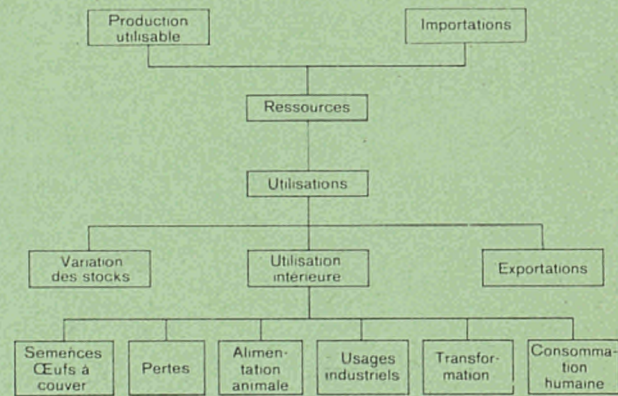 Production
utilisable
Importations
Ressources
Utilisations
Variation
des stocks
Utilisation
intérieure
Exportations
Semences
Œufs à
couver
Pertes
Alimen-
tation
animale
Usages
industriels
Transfor-
mation
Consomma-
tion
humaine